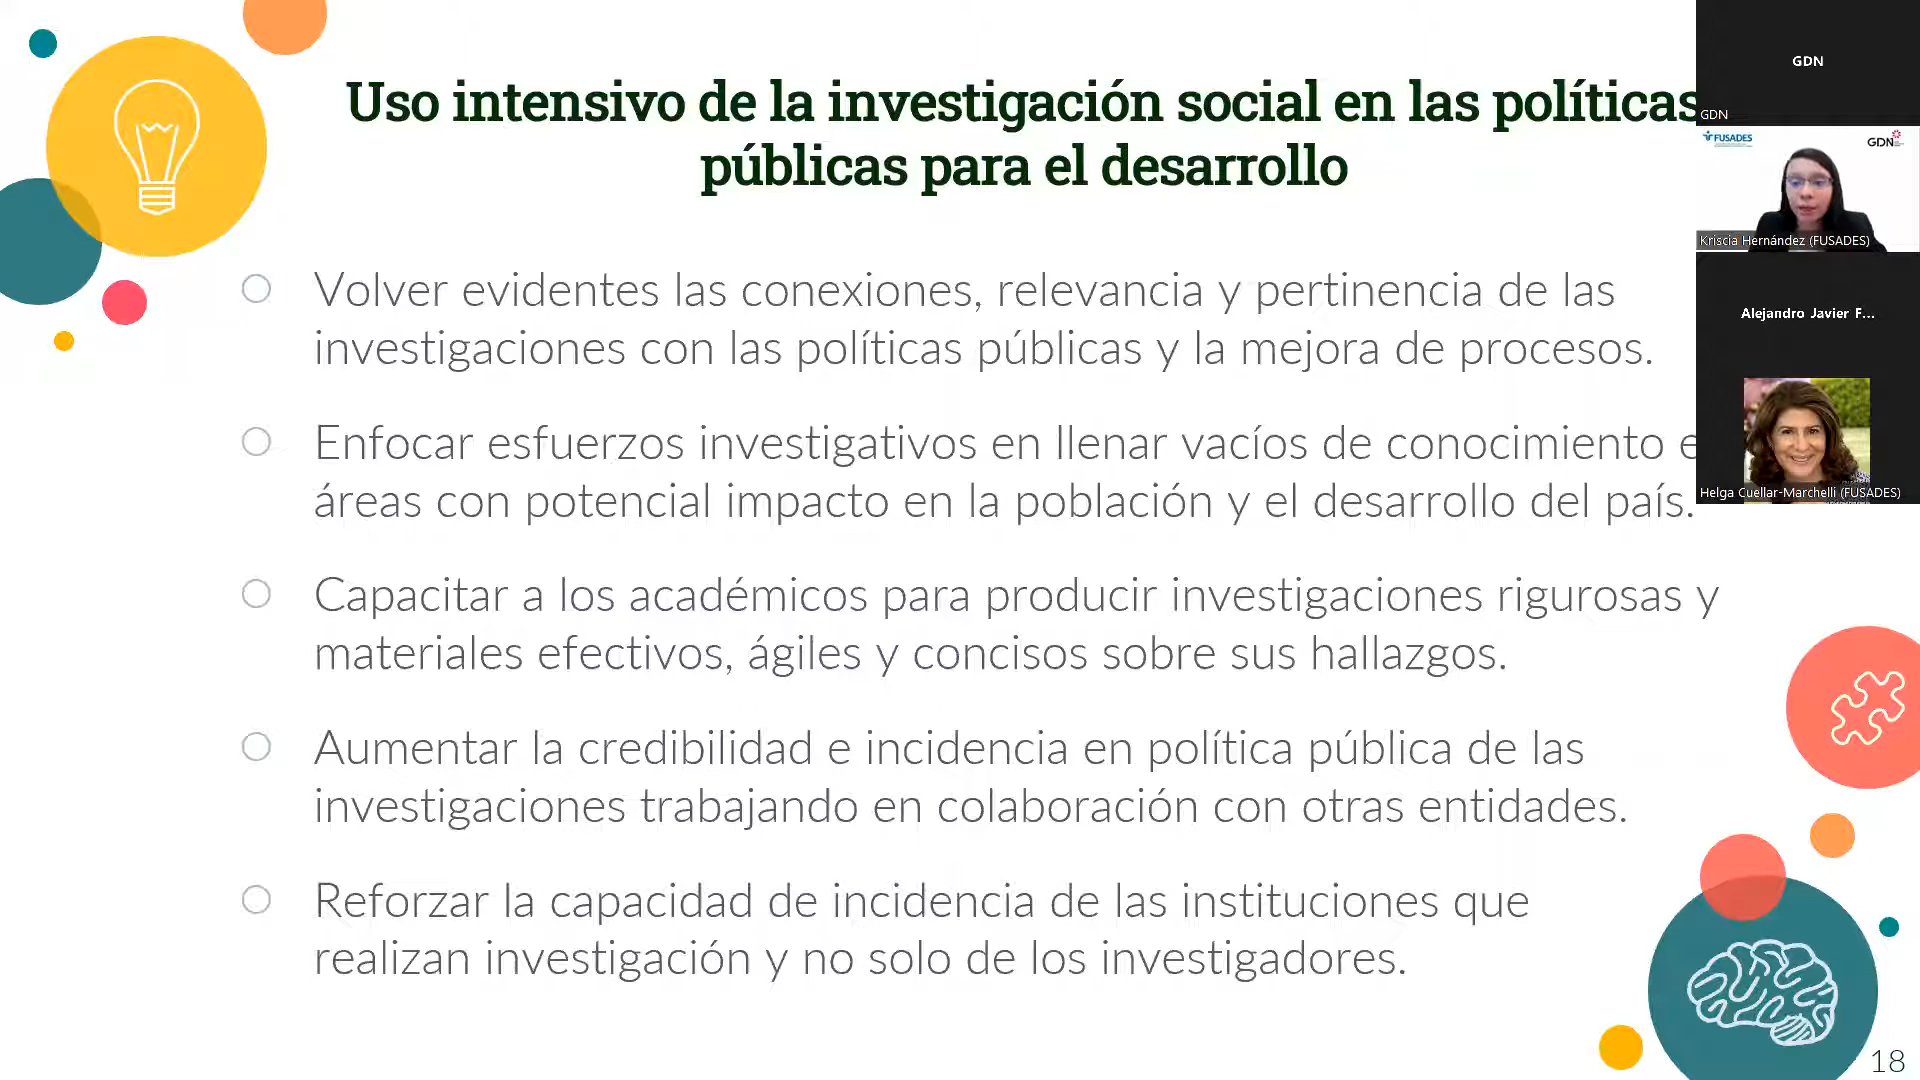 Uso intensivo de la investigación social en las políticas
públicas para el desarrollo
Volver evidentes las conexiones, relevancia y pertinencia de las
investigaciones con las políticas públicas y la mejora de procesos.
Enfocar esfuerzos investigativos en llenar vacíos de conocimiento e
áreas con potencial impacto en la población y el desarrollo del país.
Capacitar a los académicos para producir investigaciones rigurosas y
materiales efectivos, ágiles y concisos sobre sus hallazgos.
Aumentar la credibilidad e incidencia en política pública de las
investigaciones trabajando en colaboración con otras entidades.
Reforzar la capacidad de incidencia de las instituciones que
realizan investigación y no solo de los investigadores.
18
GDN
GDN
FUSADES
GDN
Kriscia Hernández (FUSADES)
Alejandro Javier F...
Helga Cuellar-Marchelli (FUSADES)